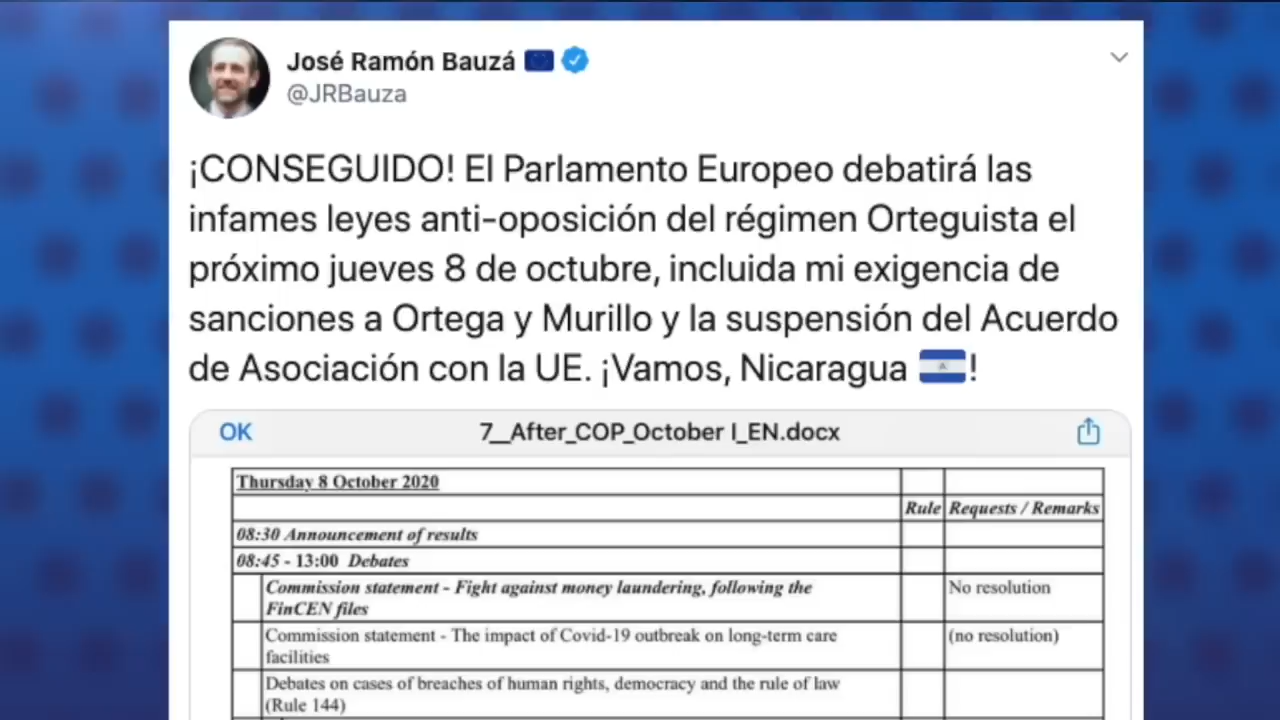 José Ramón Bauzá
@JRBauza
¡CONSEGUIDO! El Parlamento Europeo debatirá las
infames leyes anti-oposición del régimen Orteguista el
próximo jueves 8 de octubre, incluida mi exigencia de
sanciones a Ortega y Murillo y la suspensión del Acuerdo
de Asociación con la UE. ¡Vamos, Nicaragua 🇳🇮!
OK 7__After_COP_October I_EN.docx
Thursday 8 October 2020
Rule Requests / Remarks
08:30 Announcement of results
08:45 - 13:00 Debates
Commission statement - Fight against money laundering, following the No resolution
FinCEN files
Commission statement - The impact of Covid-19 outbreak on long-term care (no resolution)
facilities
Debates on cases of breaches of human rights, democracy and the rule of law
(Rule 144)